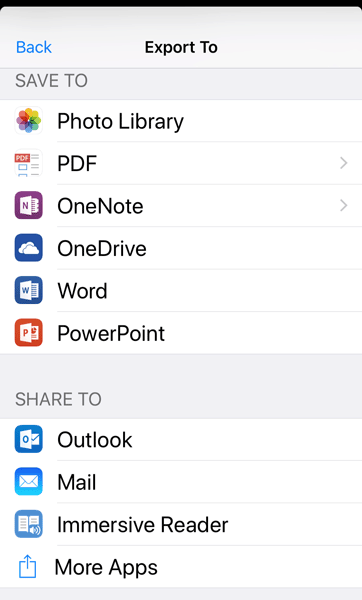 Back Export To
SAVE TO
Photo Library
PDF
PDF
N
OneNote
OneDrive
W
Word
P
PowerPoint
SHARE TO
O
Outlook
Mail
Immersive Reader
More Apps